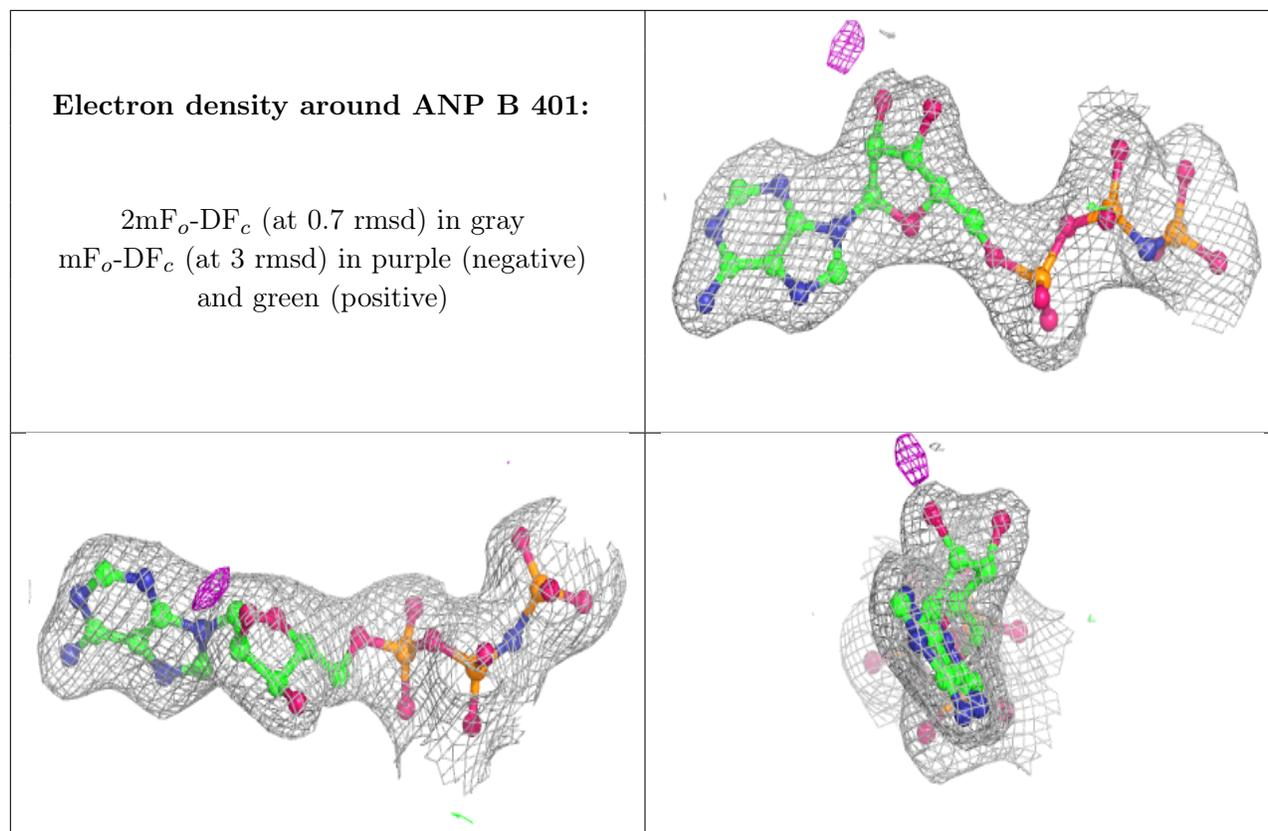 Electron density around ANP B 401:
2mFo-DFc (at 0.7 rmsd) in gray
mFo-DFc (at 3 rmsd) in purple (negative)
and green (positive)